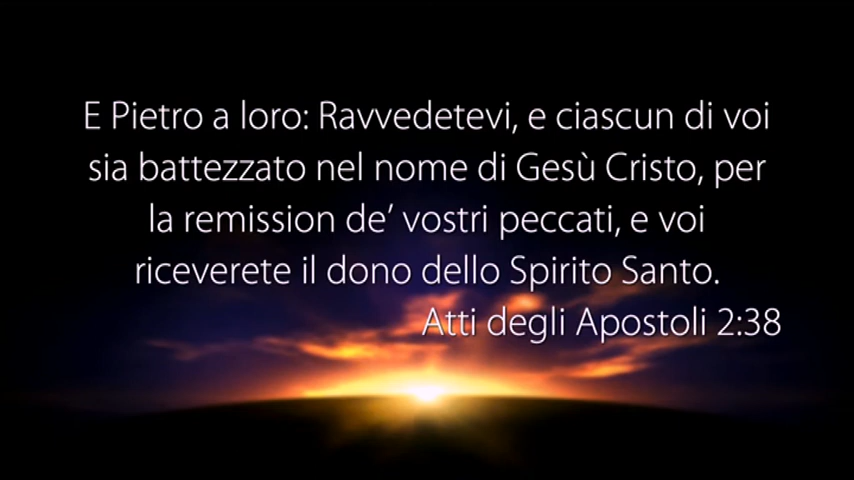 E Pietro a loro: Ravvedetevi, e ciascun di voi
sia battezzato nel nome di Gesù Cristo, per
la remission de’ vostri peccati, e voi
riceverete il dono dello Spirito Santo.
Atti degli Apostoli 2:38